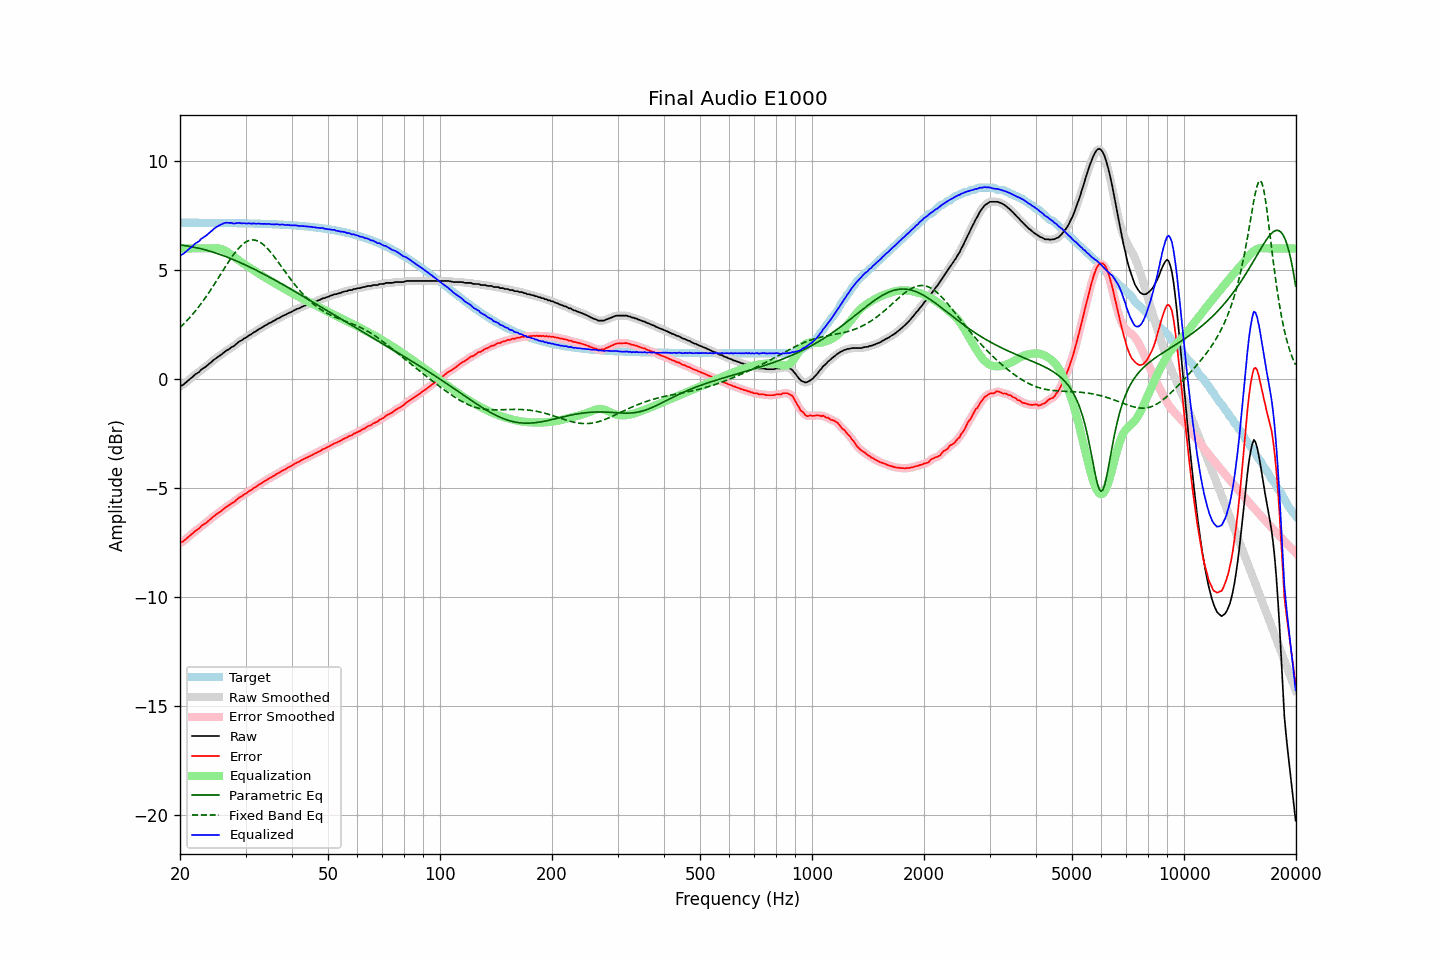 Final Audio E1000
Amplitude (dBr)
10
5
0
−5
−10
−15
−20
Target
Raw Smoothed
Error Smoothed
Raw
Error
Equalization
Parametric Eq
Fixed Band Eq
Equalized
20 50 100 200 500 1000 2000 5000 10000 20000
Frequency (Hz)